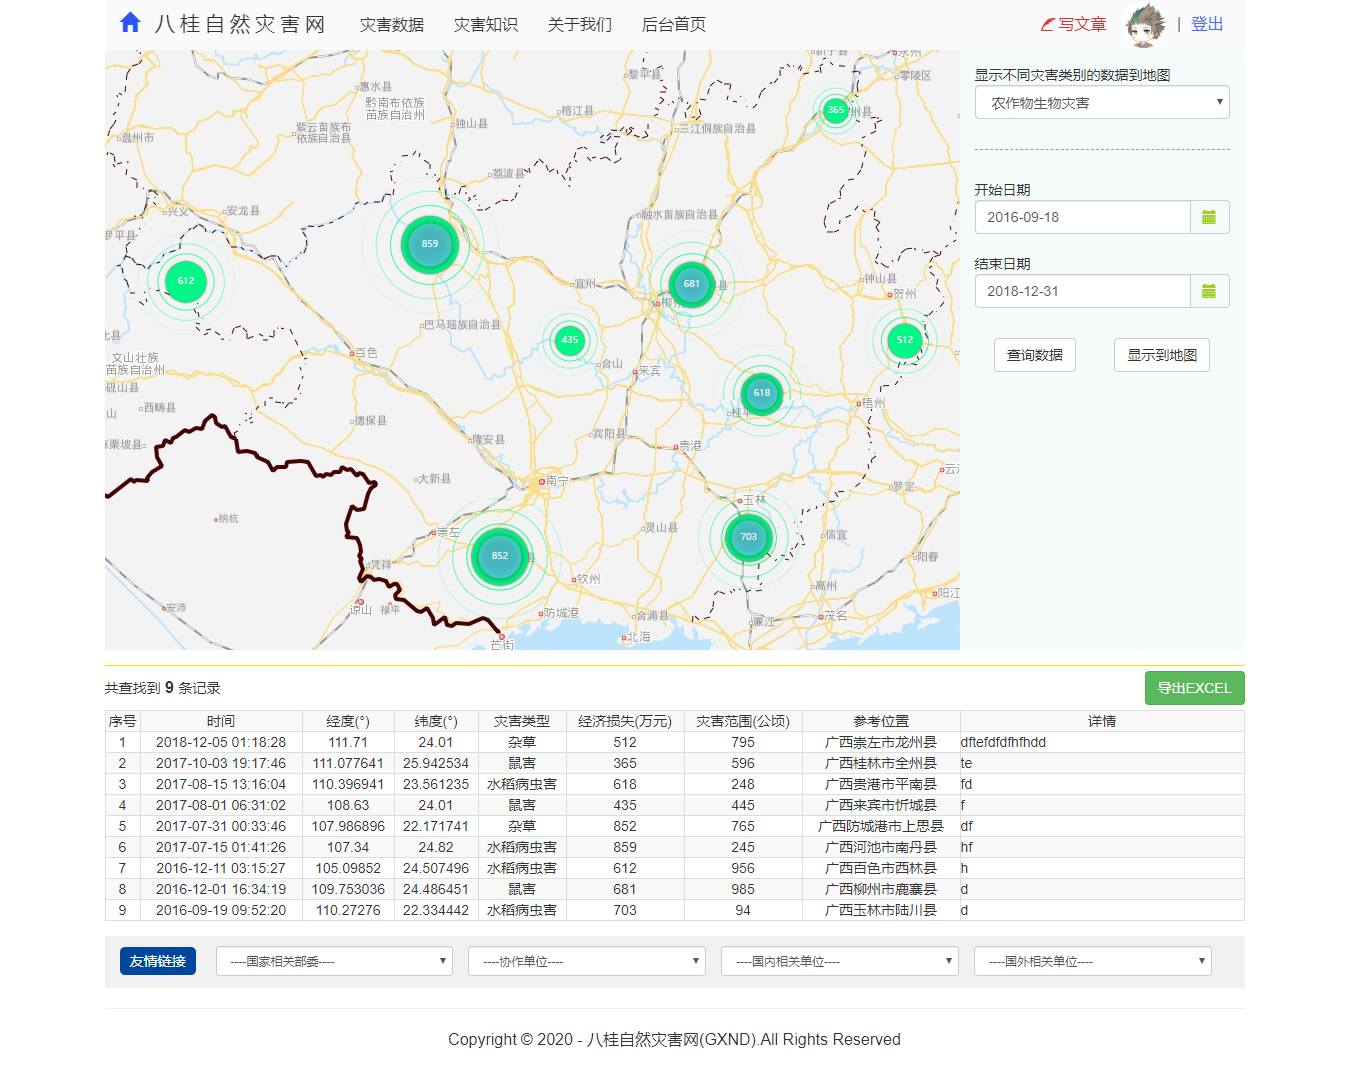 八桂自然灾害网 灾害数据 灾害知识 关于我们 后台首页 写文章 | 登出
显示不同灾害类别的数据到地图
农作物生物灾害
开始日期
2016-09-18
结束日期
2018-12-31
查询数据 显示到地图
永州
零陵区
黎平县
惠水县
黔南布依族
苗族自治州
榕江县
365
州县
盘州市
紫云苗族布
依族自治县
独山县
三江侗族自治县
荔波县
兴义
安龙县
融水苗族自治县
罗平县
859
612
宜州
681
钟山县
贺州
巴马瑶族自治县
435
512
文山壮族
苗族自治州
百色
合山
来宾
砚山县
618
西畴县
桂平
梧州
德保县
隆安县
宾阳县
贵港
大新县
南宁
罗定
玉林
纳杭
崇左
灵山县
703
信宜
852
阳春
凭祥
钦州
高州
阳江
安沛
谅山
禄平
防城港
合浦县
廉江
茂名
北海
芒街
共查找到 9 条记录 导出EXCEL
序号 时间 经度(°) 纬度(°) 灾害类型 经济损失(万元) 灾害范围(公顷) 参考位置 详情
1 2018-12-05 01:18:28 111.71 24.01 杂草 512 795 广西崇左市龙州县 dftefdfdfhfhdd
2 2017-10-03 19:17:46 111.077641 25.942534 鼠害 365 596 广西桂林市全州县 te
3 2017-08-15 13:16:04 110.396941 23.561235 水稻病虫害 618 248 广西贵港市平南县 fd
4 2017-08-01 06:31:02 108.63 24.01 鼠害 435 445 广西来宾市忻城县 f
5 2017-07-31 00:33:46 107.986896 22.171741 杂草 852 765 广西防城港市上思县 df
6 2017-07-15 01:41:26 107.34 24.82 水稻病虫害 859 245 广西河池市南丹县 hf
7 2016-12-11 03:15:27 105.09852 24.507496 水稻病虫害 612 956 广西百色市西林县 h
8 2016-12-01 16:34:19 109.753036 24.486451 鼠害 681 985 广西柳州市鹿寨县 d
9 2016-09-19 09:52:20 110.27276 22.334442 水稻病虫害 703 94 广西玉林市陆川县 d
友情链接 ----国家相关部委---- ----协作单位---- ----国内相关单位---- ----国外相关单位----
Copyright © 2020 - 八桂自然灾害网(GXND).All Rights Reserved